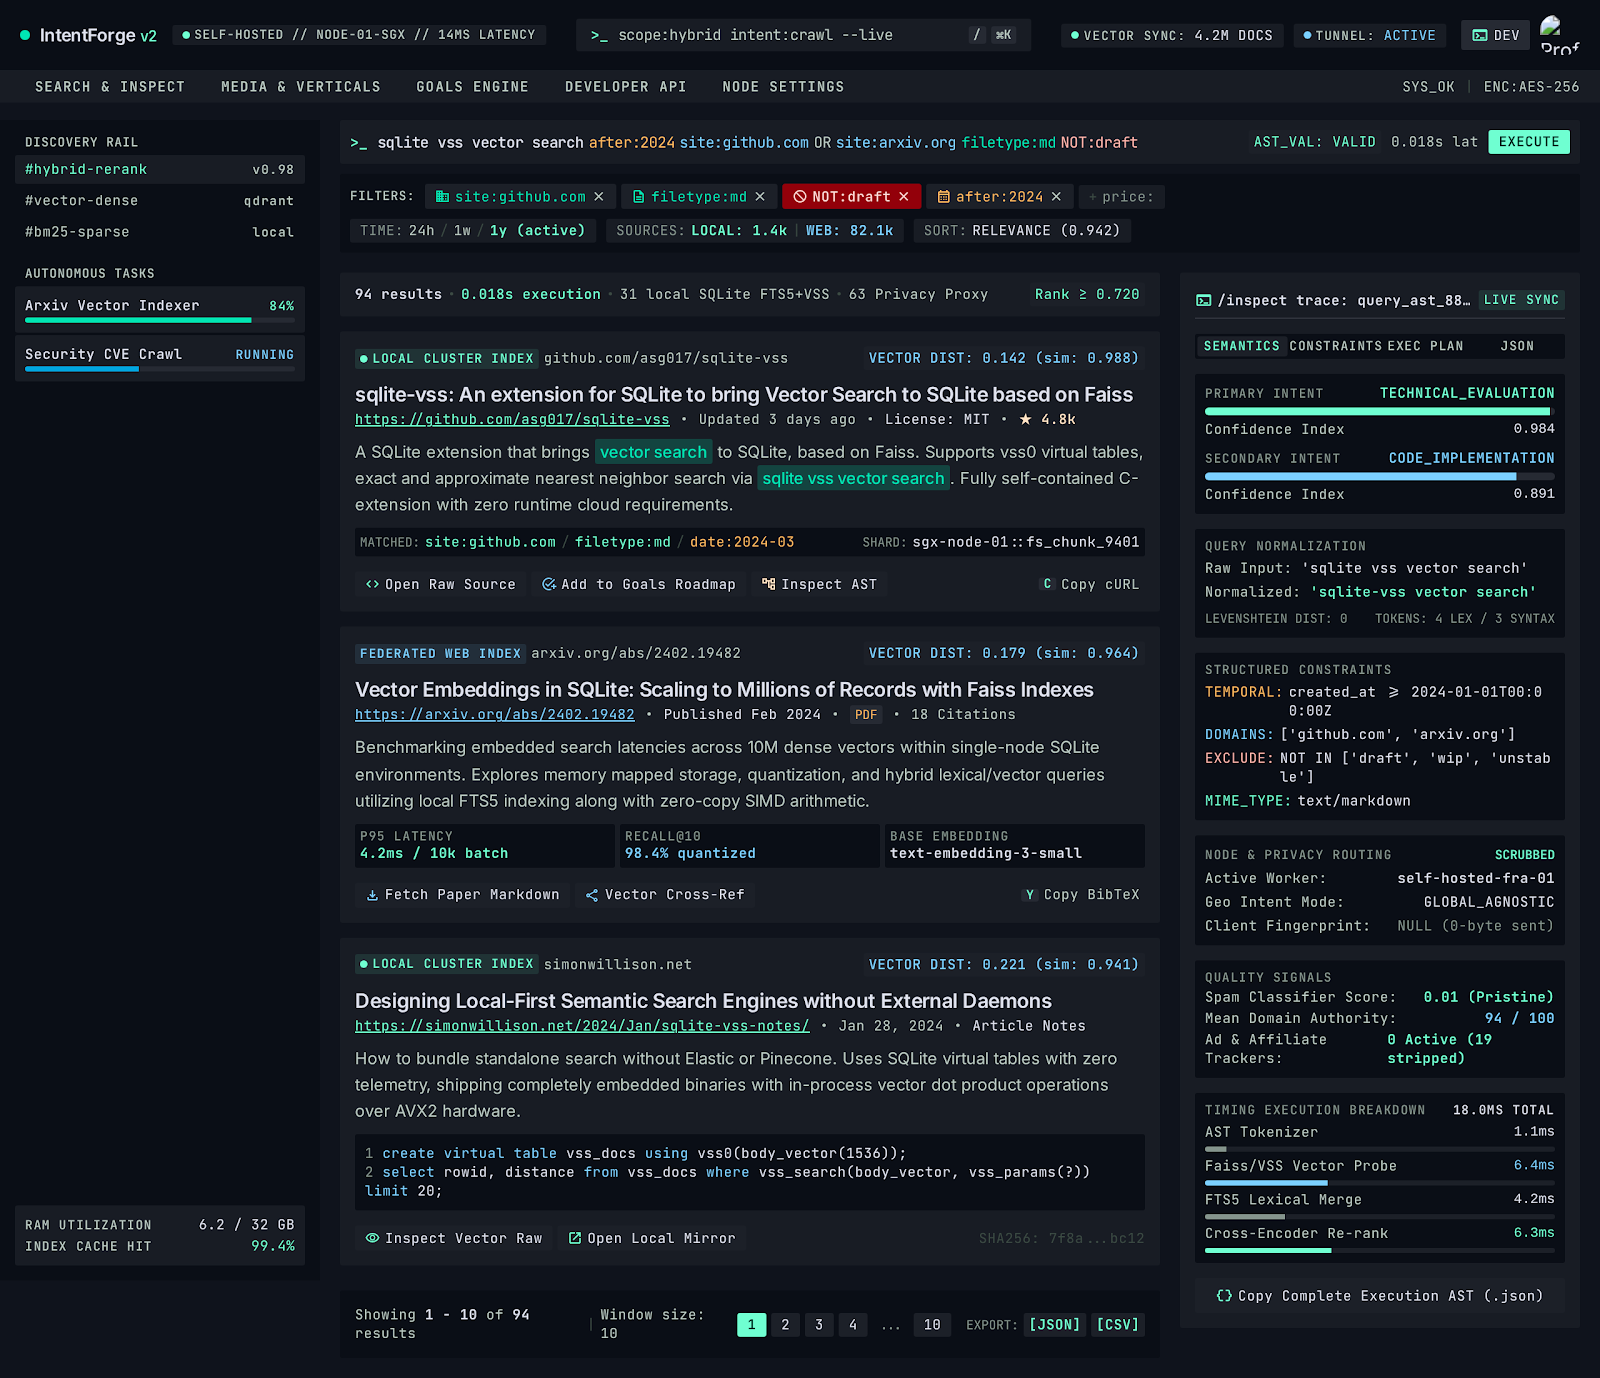 IntentForge v2
SELF-HOSTED // NODE-01-SGX // 14MS LATENCY
>_ scope:hybrid intent:crawl --live / ⌘K
VECTOR SYNC: 4.2M DOCS
TUNNEL: ACTIVE
DEV
Prof
SEARCH & INSPECT MEDIA & VERTICALS GOALS ENGINE DEVELOPER API NODE SETTINGS
SYS_OK | ENC:AES-256
DISCOVERY RAIL
#hybrid-rerank v0.98
#vector-dense qdrant
#bm25-sparse local
AUTONOMOUS TASKS
Arxiv Vector Indexer 84%
Security CVE Crawl RUNNING
RAM UTILIZATION 6.2 / 32 GB
INDEX CACHE HIT 99.4%
>_ sqlite vss vector search after:2024 site:github.com OR site:arxiv.org filetype:md NOT:draft
AST_VAL: VALID 0.018s lat EXECUTE
FILTERS: site:github.com ✕ filetype:md ✕ NOT:draft ✕ after:2024 ✕ + price:
TIME: 24h / 1w / 1y (active) SOURCES: LOCAL: 1.4k | WEB: 82.1k SORT: RELEVANCE (0.942)
94 results • 0.018s execution • 31 local SQLite FTS5+VSS • 63 Privacy Proxy Rank ≥ 0.720
LOCAL CLUSTER INDEX github.com/asg017/sqlite-vss VECTOR DIST: 0.142 (sim: 0.988)
sqlite-vss: An extension for SQLite to bring Vector Search to SQLite based on Faiss
https://github.com/asg017/sqlite-vss • Updated 3 days ago • License: MIT • ★ 4.8k
A SQLite extension that brings vector search to SQLite, based on Faiss. Supports vss0 virtual tables,
exact and approximate nearest neighbor search via sqlite vss vector search. Fully self-contained C-
extension with zero runtime cloud requirements.
MATCHED: site:github.com / filetype:md / date:2024-03 SHARD: sgx-node-01::fs_chunk_9401
Open Raw Source Add to Goals Roadmap Inspect AST C Copy cURL
FEDERATED WEB INDEX arxiv.org/abs/2402.19482 VECTOR DIST: 0.179 (sim: 0.964)
Vector Embeddings in SQLite: Scaling to Millions of Records with Faiss Indexes
https://arxiv.org/abs/2402.19482 • Published Feb 2024 • PDF • 18 Citations
Benchmarking embedded search latencies across 10M dense vectors within single-node SQLite
environments. Explores memory mapped storage, quantization, and hybrid lexical/vector queries
utilizing local FTS5 indexing along with zero-copy SIMD arithmetic.
P95 LATENCY RECALL@10 BASE EMBEDDING
4.2ms / 10k batch 98.4% quantized text-embedding-3-small
Fetch Paper Markdown Vector Cross-Ref Y Copy BibTeX
LOCAL CLUSTER INDEX simonwillison.net VECTOR DIST: 0.221 (sim: 0.941)
Designing Local-First Semantic Search Engines without External Daemons
https://simonwillison.net/2024/Jan/sqlite-vss-notes/ • Jan 28, 2024 • Article Notes
How to bundle standalone search without Elastic or Pinecone. Uses SQLite virtual tables with zero
telemetry, shipping completely embedded binaries with in-process vector dot product operations
over AVX2 hardware.
1 create virtual table vss_docs using vss0(body_vector(1536));
2 select rowid, distance from vss_docs where vss_search(body_vector, vss_params(?))
limit 20;
Inspect Vector Raw Open Local Mirror SHA256: 7f8a...bc12
Showing 1 - 10 of 94
results
| Window size:
10
1 2 3 4 ... 10 EXPORT: [JSON] [CSV]
/inspect trace: query_ast_88… LIVE SYNC
SEMANTICS CONSTRAINTS EXEC PLAN JSON
PRIMARY INTENT TECHNICAL_EVALUATION
Confidence Index 0.984
SECONDARY INTENT CODE_IMPLEMENTATION
Confidence Index 0.891
QUERY NORMALIZATION
Raw Input: 'sqlite vss vector search'
Normalized: 'sqlite-vss vector search'
LEVENSHTEIN DIST: 0 TOKENS: 4 LEX / 3 SYNTAX
STRUCTURED CONSTRAINTS
TEMPORAL: created_at ≥ 2024-01-01T00:0
0:00Z
DOMAINS: ['github.com', 'arxiv.org']
EXCLUDE: NOT IN ['draft', 'wip', 'unstab
le']
MIME_TYPE: text/markdown
NODE & PRIVACY ROUTING SCRUBBED
Active Worker: self-hosted-fra-01
Geo Intent Mode: GLOBAL_AGNOSTIC
Client Fingerprint: NULL (0-byte sent)
QUALITY SIGNALS
Spam Classifier Score: 0.01 (Pristine)
Mean Domain Authority: 94 / 100
Ad & Affiliate 0 Active (19
Trackers: stripped)
TIMING EXECUTION BREAKDOWN 18.0MS TOTAL
AST Tokenizer 1.1ms
Faiss/VSS Vector Probe 6.4ms
FTS5 Lexical Merge 4.2ms
Cross-Encoder Re-rank 6.3ms
{} Copy Complete Execution AST (.json)